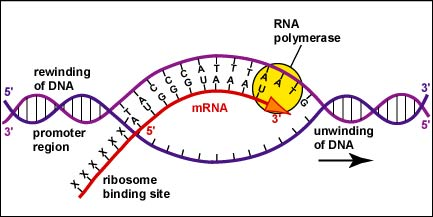 RNA
polymerase
rewinding
of DNA
5'
3'
3'
5'
promoter
region
mRNA
5'
3'
unwinding
of DNA
X X X X X X
ribosome
binding site